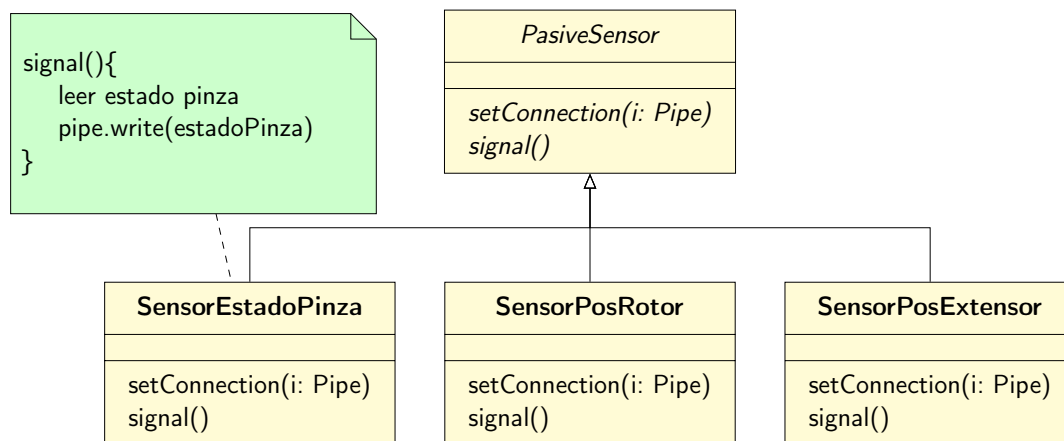 signal(){
leer estado pinza
pipe.write(estadoPinza)
}
PasiveSensor
setConnection(i: Pipe)
signal()
SensorEstadoPinza
setConnection(i: Pipe)
signal()
SensorPosRotor
setConnection(i: Pipe)
signal()
SensorPosExtensor
setConnection(i: Pipe)
signal()